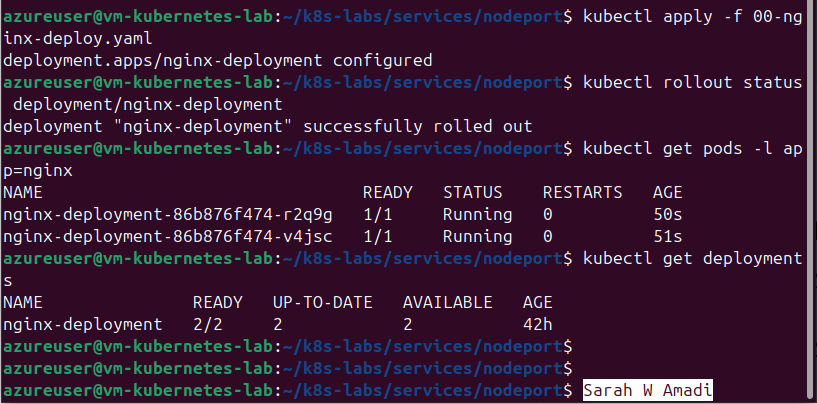 azureuser@vm-kubernetes-lab:~/k8s-labs/services/nodeport$ kubectl apply -f 00-ng
inx-deploy.yaml
deployment.apps/nginx-deployment configured
azureuser@vm-kubernetes-lab:~/k8s-labs/services/nodeport$ kubectl rollout status
 deployment/nginx-deployment
deployment "nginx-deployment" successfully rolled out
azureuser@vm-kubernetes-lab:~/k8s-labs/services/nodeport$ kubectl get pods -l ap
p=nginx
NAME                                READY   STATUS    RESTARTS   AGE
nginx-deployment-86b876f474-r2q9g   1/1     Running   0          50s
nginx-deployment-86b876f474-v4jsc   1/1     Running   0          51s
azureuser@vm-kubernetes-lab:~/k8s-labs/services/nodeport$ kubectl get deployment
s
NAME               READY   UP-TO-DATE   AVAILABLE   AGE
nginx-deployment   2/2     2            2           42h
azureuser@vm-kubernetes-lab:~/k8s-labs/services/nodeport$
azureuser@vm-kubernetes-lab:~/k8s-labs/services/nodeport$
azureuser@vm-kubernetes-lab:~/k8s-labs/services/nodeport$ Sarah W Amadi